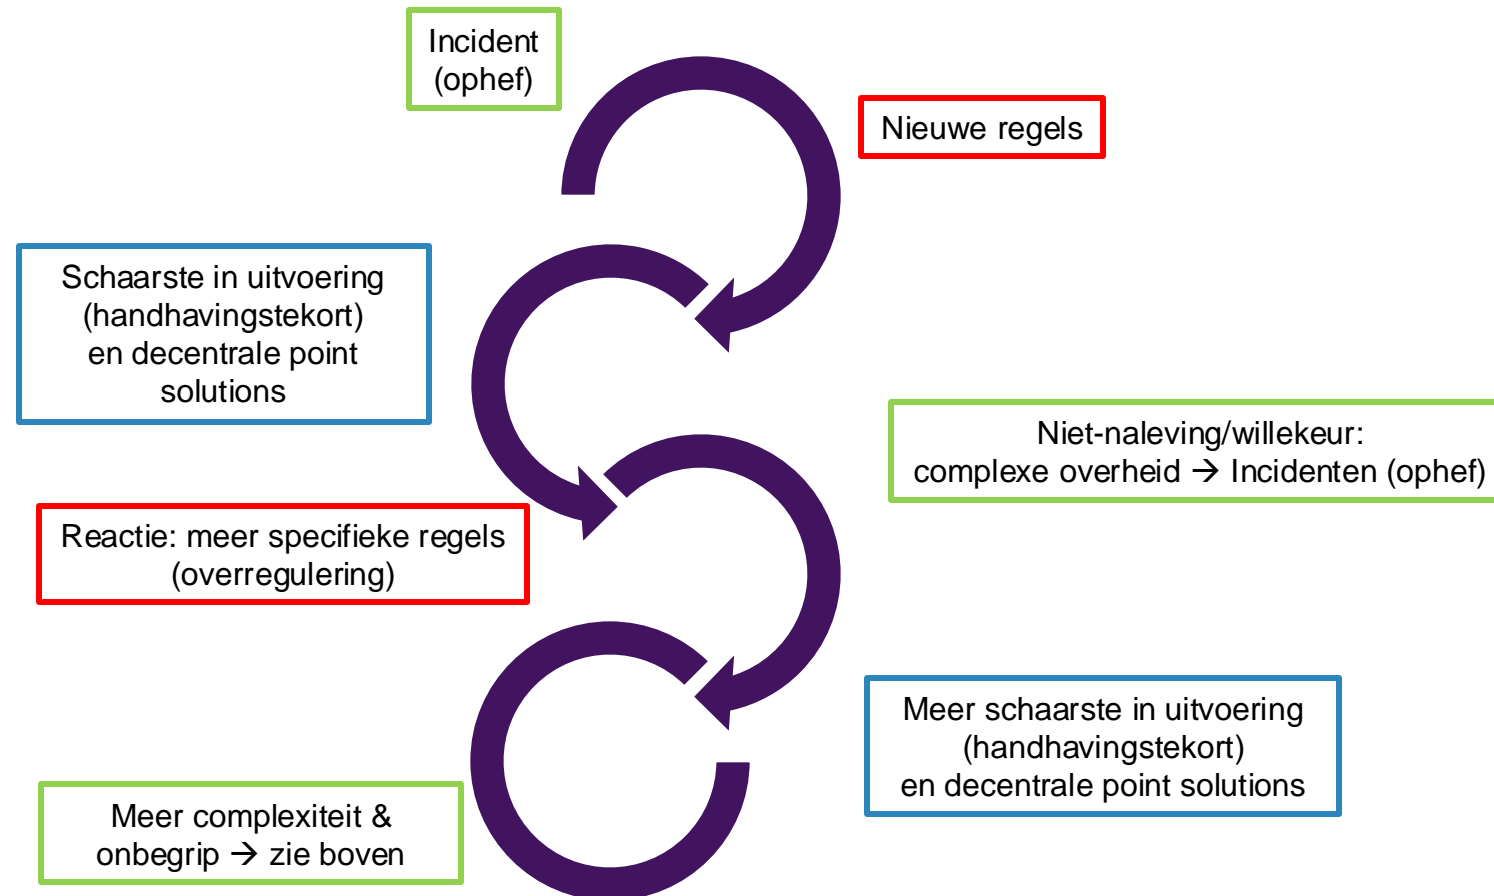 Incident
(ophef)
Nieuwe regels
Schaarste in uitvoering
(handhavingstekort)
en decentrale point
solutions
Niet-naleving/willekeur:
complexe overheid → Incidenten (ophef)
Reactie: meer specifieke regels
(overregulering)
Meer schaarste in uitvoering
(handhavingstekort)
en decentrale point solutions
Meer complexiteit &
onbegrip → zie boven